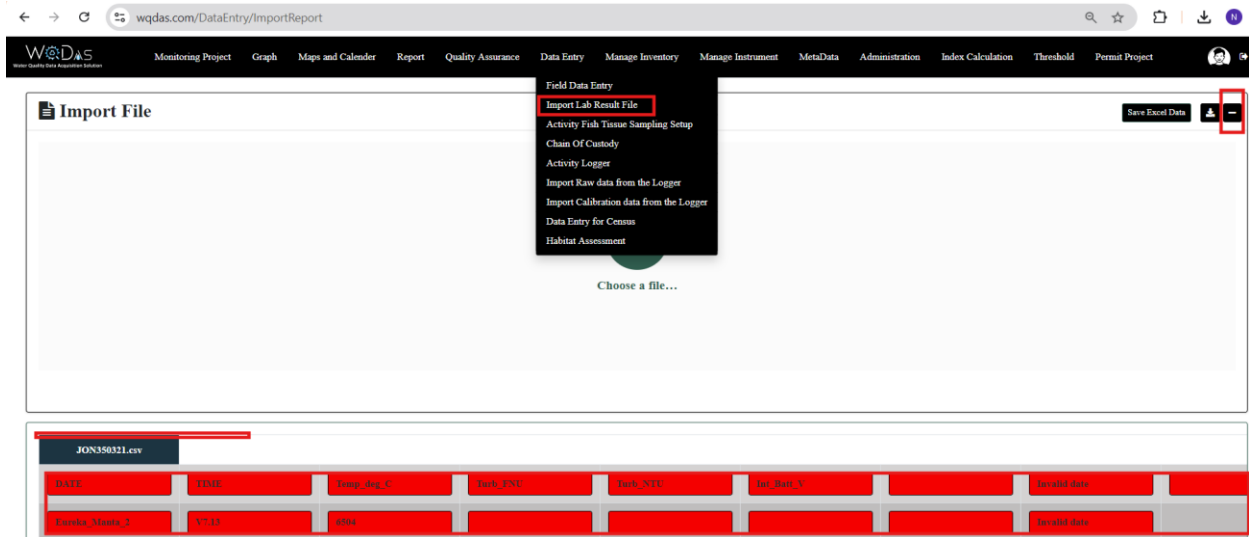 wqdas.com/DataEntry/ImportReport
N
WQDAS
Water Quality Data Acquisition Solution
Monitoring Project Graph Maps and Calender Report Quality Assurance Data Entry Manage Inventory Manage Instrument MetaData Administration Index Calculation Threshold Permit Project
Field Data Entry
Import Lab Result File
Activity Fish Tissue Sampling Setup
Chain Of Custody
Activity Logger
Import Raw data from the Logger
Import Calibration data from the Logger
Data Entry for Census
Habitat Assessment
Import File
Save Excel Data
Choose a file...
JON350321.csv
DATE TIME Temp_deg_C Turb_FNU Turb_NTU Int_Batt_V Invalid date
Eureka_Manta_2 V7.13 6504 Invalid date